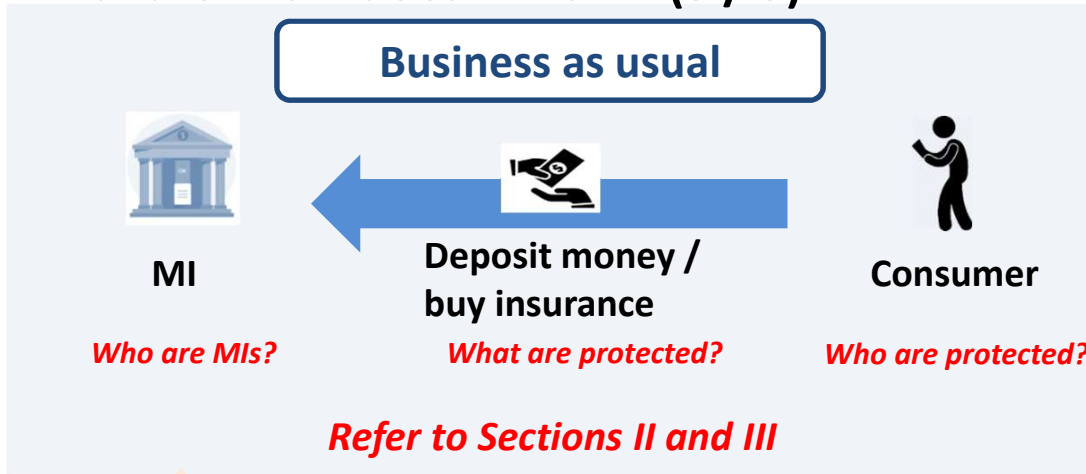 Business as usual
MI
Deposit money /
buy insurance
Consumer
Who are MIs?
What are protected?
Who are protected?
Refer to Sections II and III